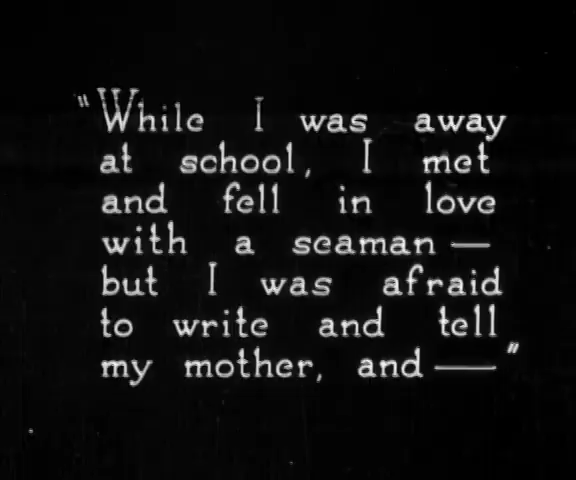 "While I was away
at school, I met
and fell in love
with a seaman —
but I was afraid
to write and tell
my mother, and —"